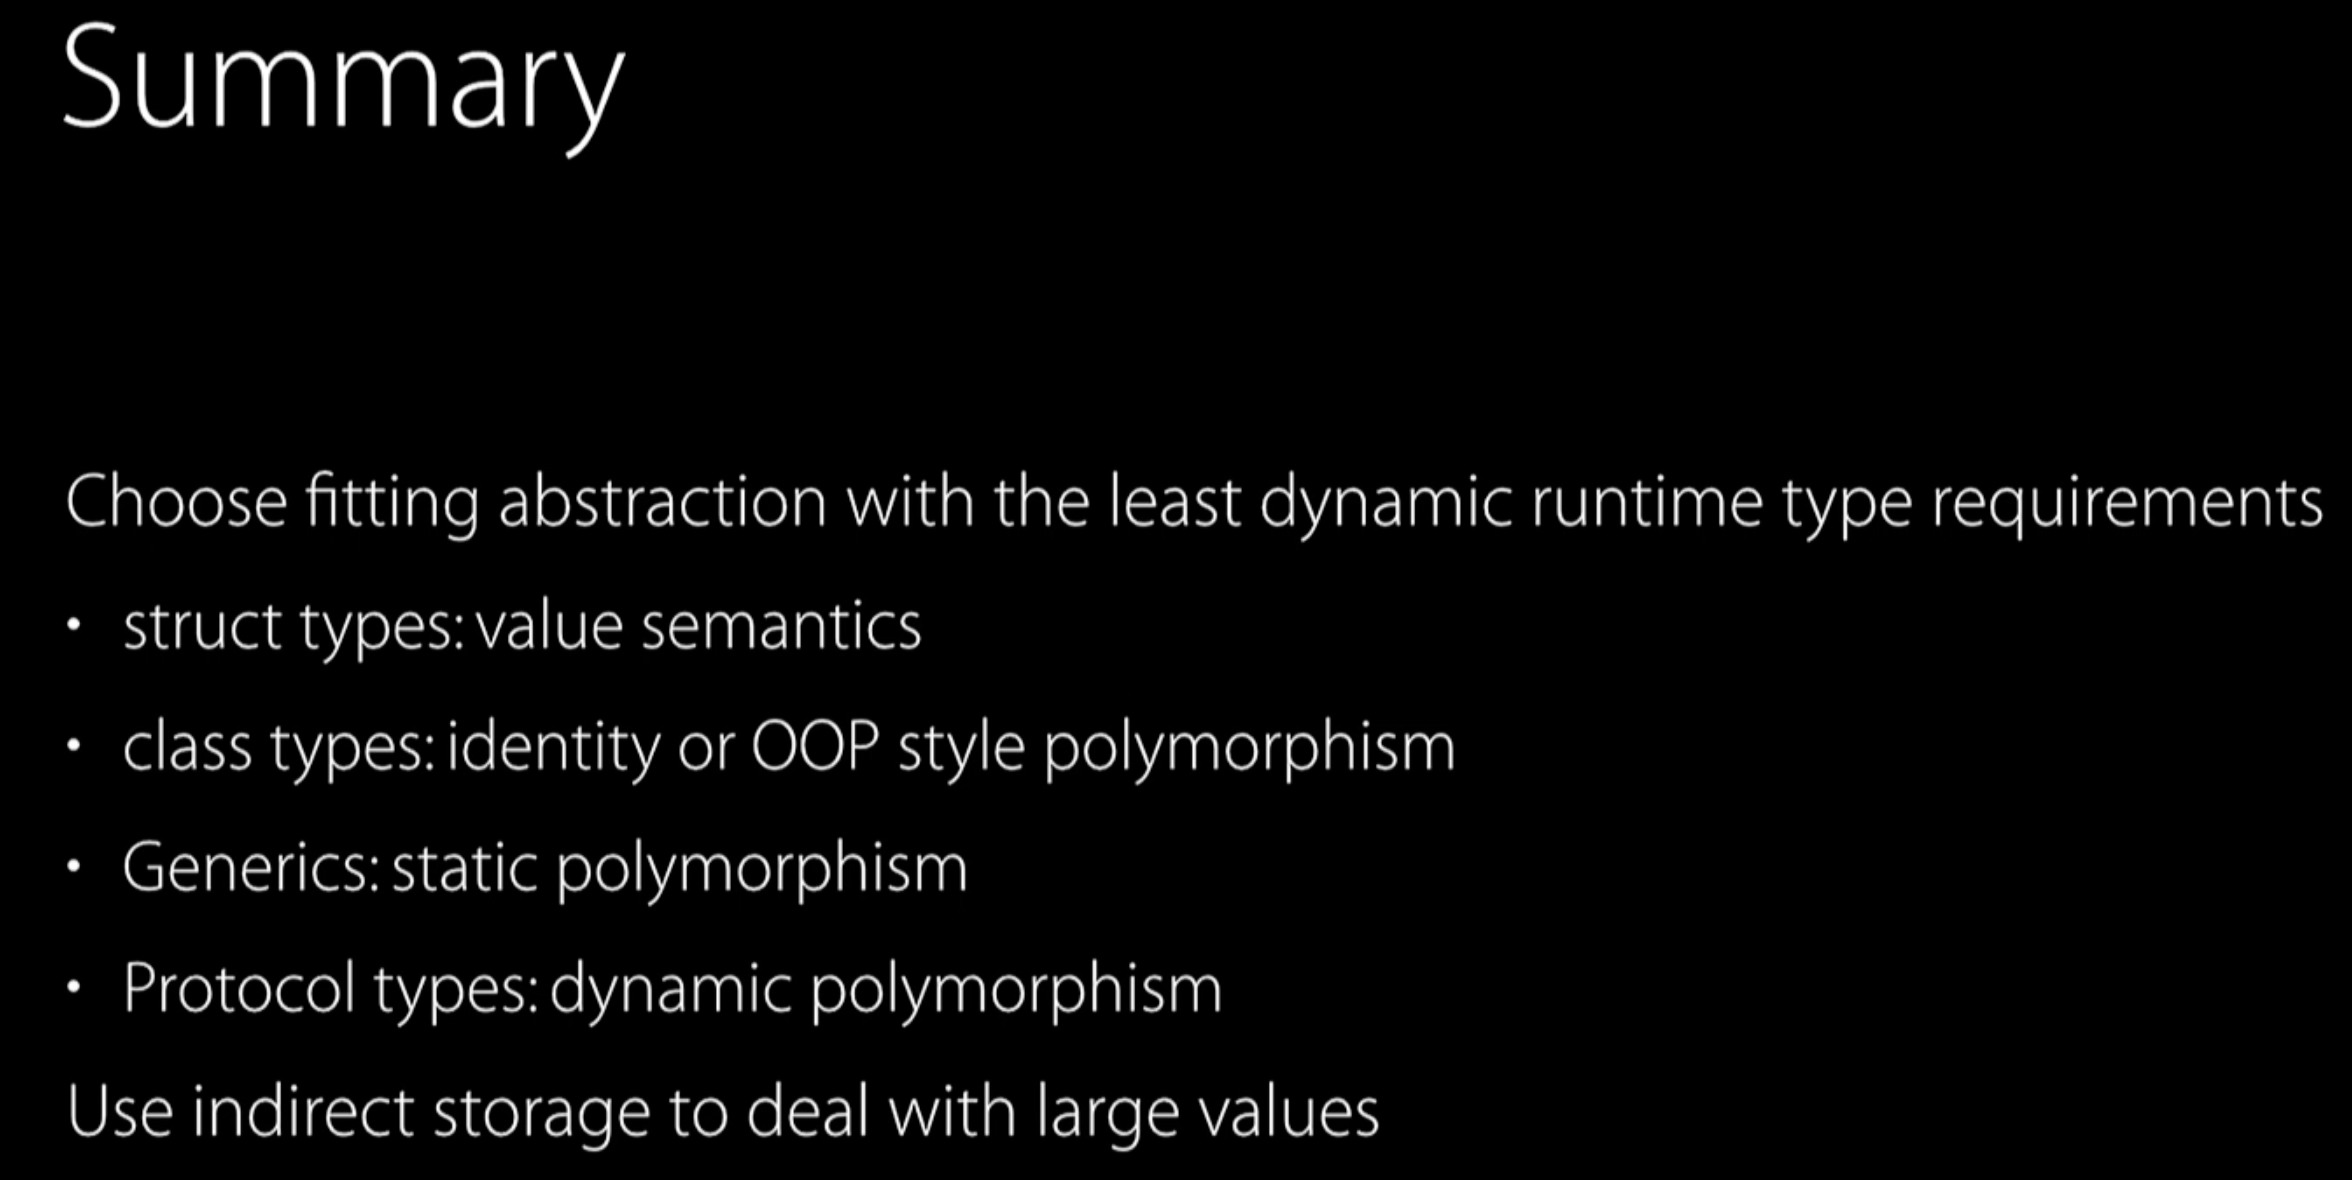 Summary
Choose fitting abstraction with the least dynamic runtime type requirements
• struct types: value semantics
• class types: identity or OOP style polymorphism
• Generics: static polymorphism
• Protocol types: dynamic polymorphism
Use indirect storage to deal with large values